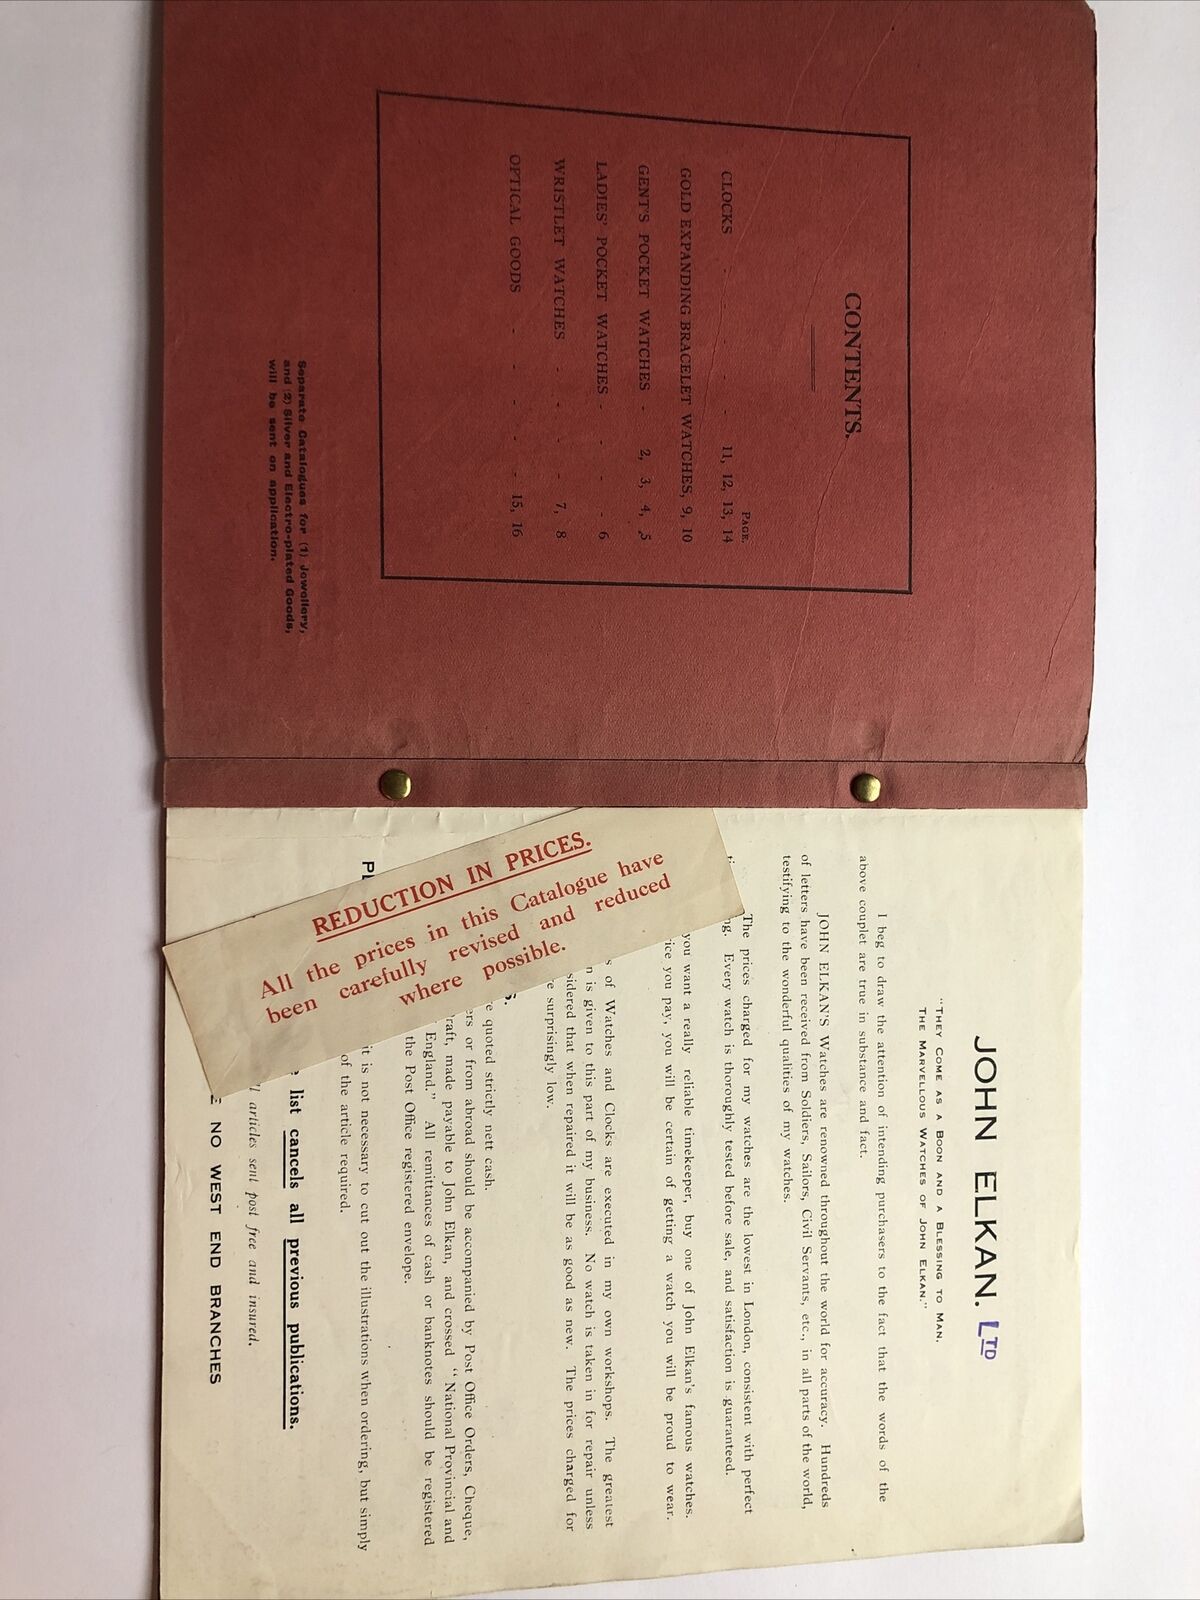 CONTENTS.
PAGE.
CLOCKS - - - - 11, 12, 13, 14
GOLD EXPANDING BRACELET WATCHES, 9, 10
GENT'S POCKET WATCHES - 2, 3, 4, 5
LADIES' POCKET WATCHES - - - - 6
WRISTLET WATCHES - - - - 7, 8
OPTICAL GOODS - - - - - 15, 16
Separate Catalogues for (1) Jewellery,
and (2) Silver and Electro-plated Goods,
will be sent on application.
JOHN ELKAN. LTD
"THEY COME AS A BOON AND A BLESSING TO MAN,
THE MARVELLOUS WATCHES OF JOHN ELKAN."
I beg to draw the attention of intending purchasers to the fact that the words of the
above couplet are true in substance and fact.
JOHN ELKAN'S Watches are renowned throughout the world for accuracy. Hundreds
of letters have been received from Soldiers, Sailors, Civil Servants, etc., in all parts of the world,
testifying to the wonderful qualities of my watches.
The prices charged for my watches are the lowest in London, consistent with perfect
Every watch is thoroughly tested before sale, and satisfaction is guaranteed.
you want a really reliable timekeeper, buy one of John Elkan's famous watches.
you pay, you will be certain of getting a watch you will be proud to wear.
of Watches and Clocks are executed in my own workshops. The greatest
is given to this part of my business. No watch is taken in for repair unless
that when repaired it will be as good as new. The prices charged for
surprisingly low.
quoted strictly nett cash.
or from abroad should be accompanied by Post Office Orders, Cheque,
made payable to John Elkan, and crossed "National Provincial and
England." All remittances of cash or banknotes should be registered
the Post Office registered envelope.
it is not necessary to cut out the illustrations when ordering, but simply
of the article required.
list cancels all previous publications.
articles sent post free and insured.
NO WEST END BRANCHES
REDUCTION IN PRICES.
All the prices in this Catalogue have
been carefully revised and reduced
where possible.